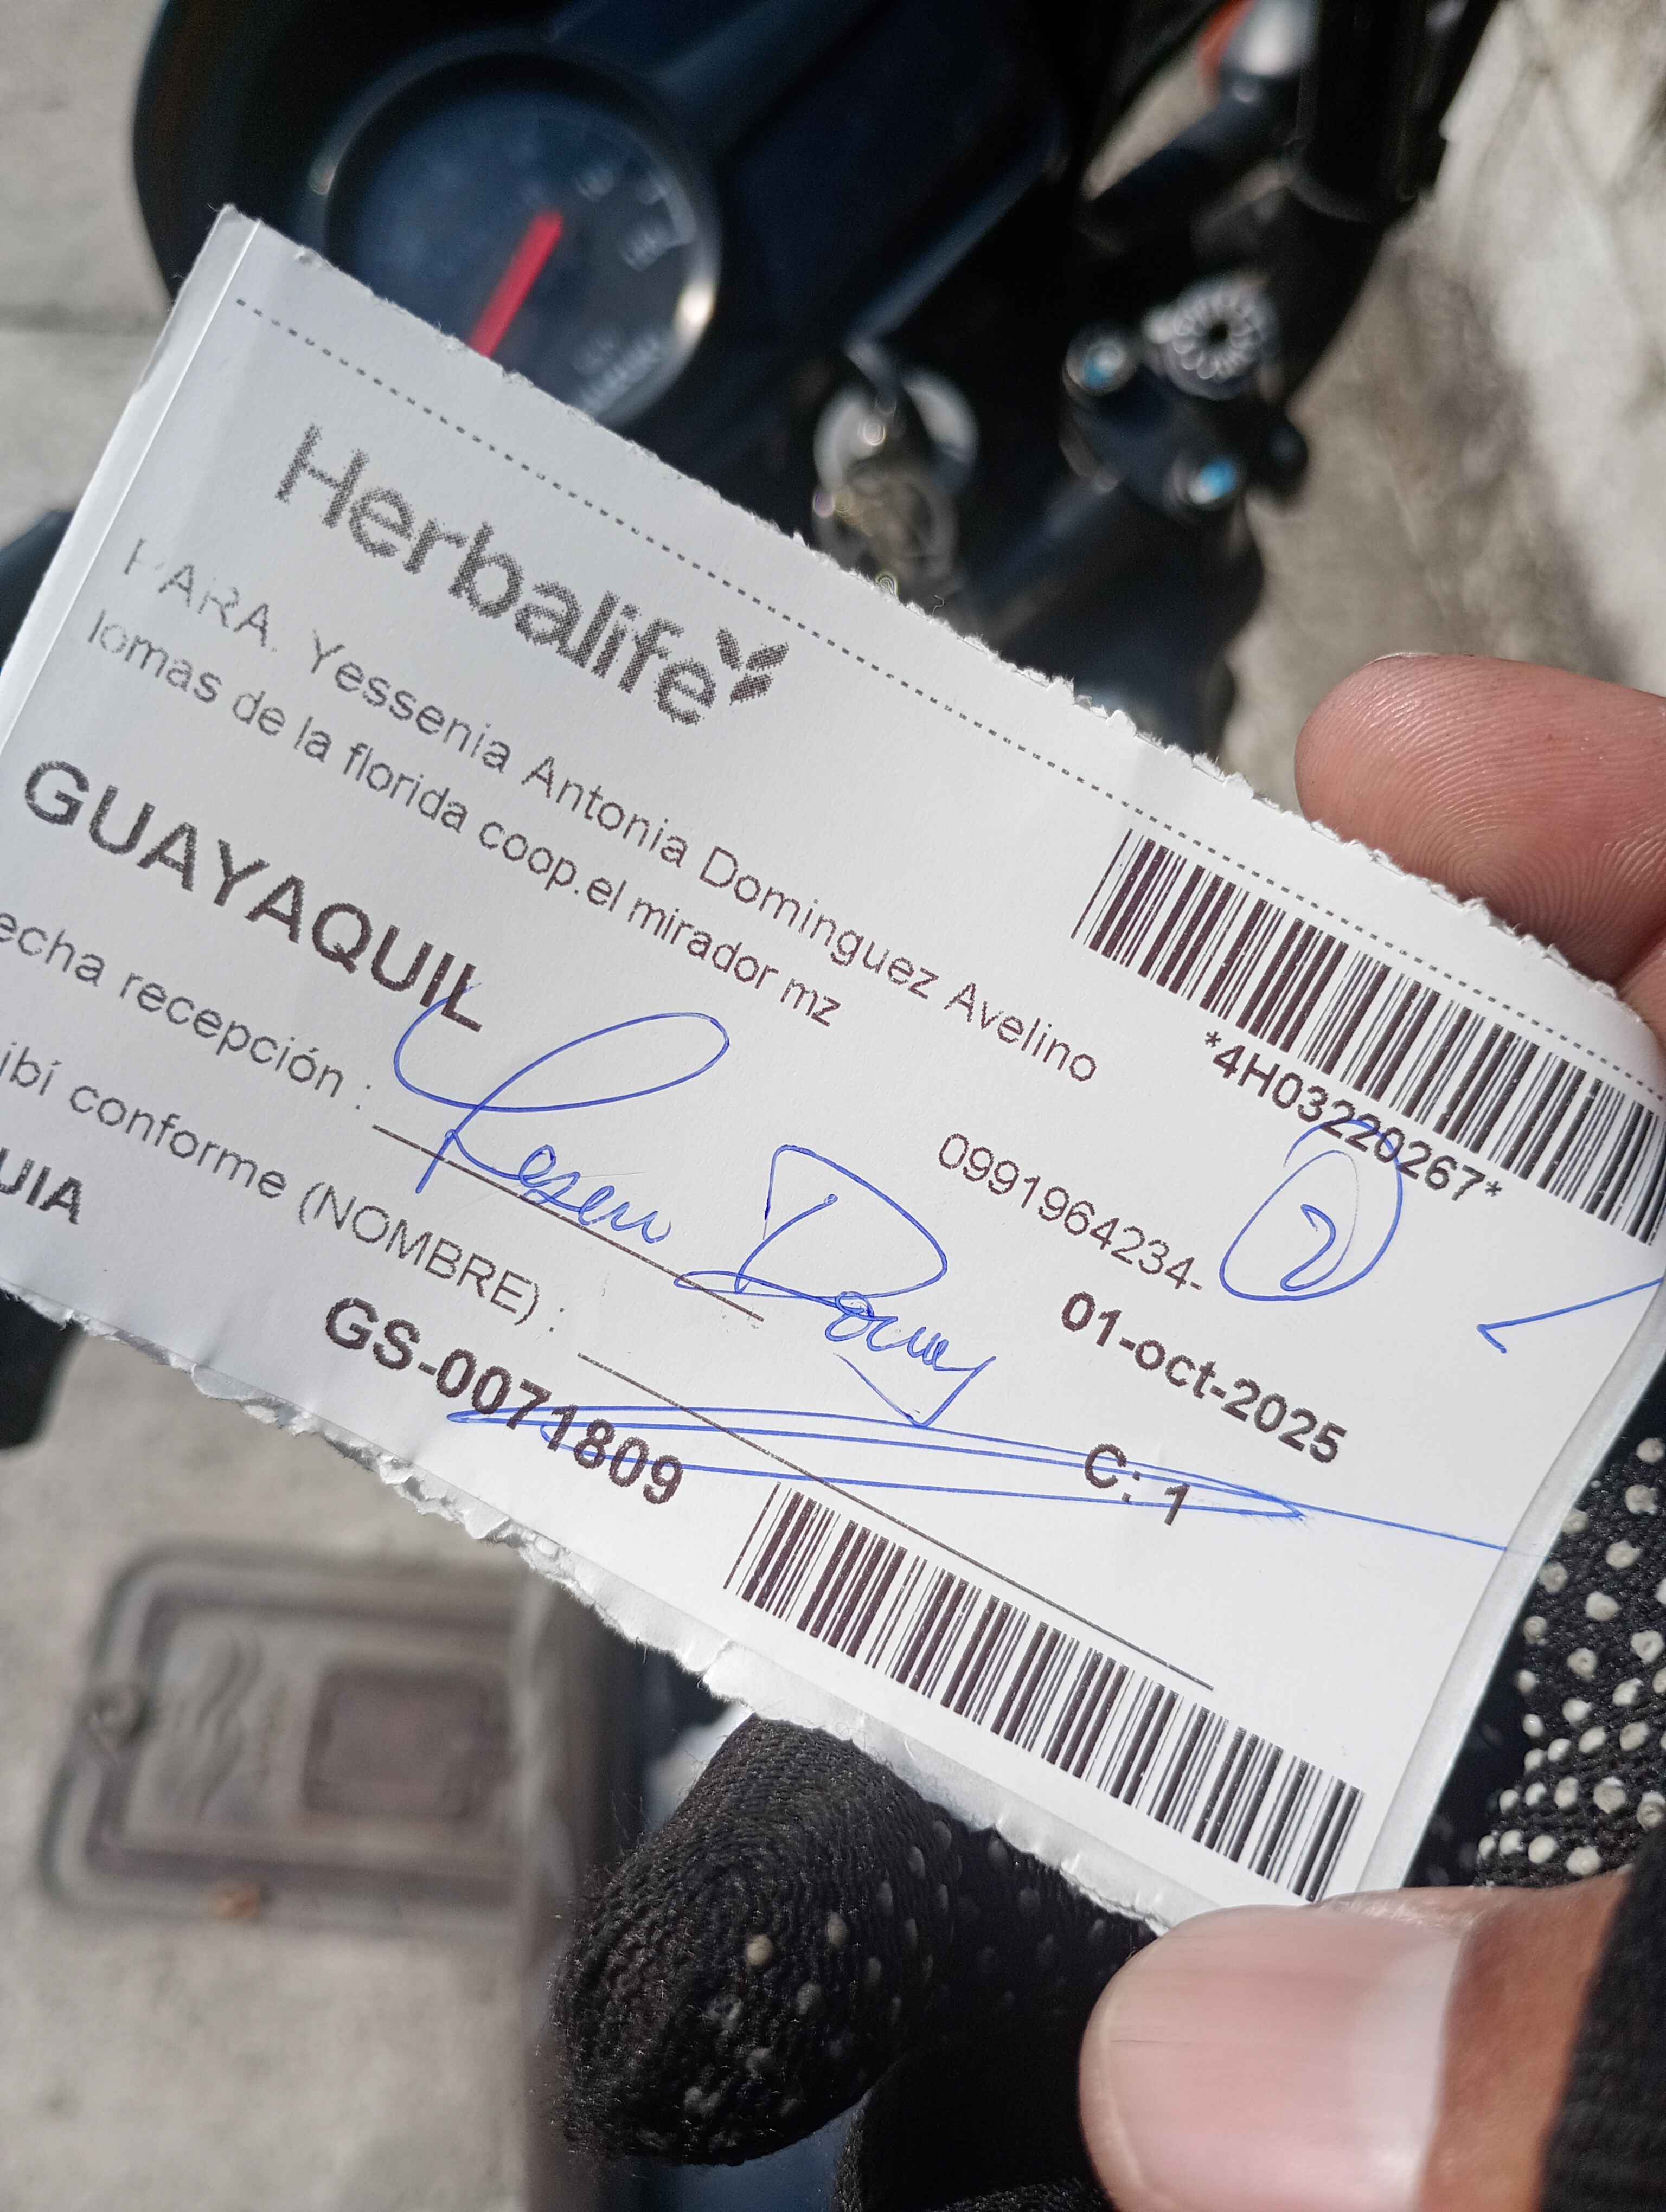 Herbalife
*4H03220267*
PARA. Yessenia Antonia Dominguez Avelino
lomas de la florida coop.el mirador mz
0991964234-
2
GUAYAQUIL
01-oct-2025
echa recepción :
ibí conforme (NOMBRE) :
C: 1
UIA
GS-0071809